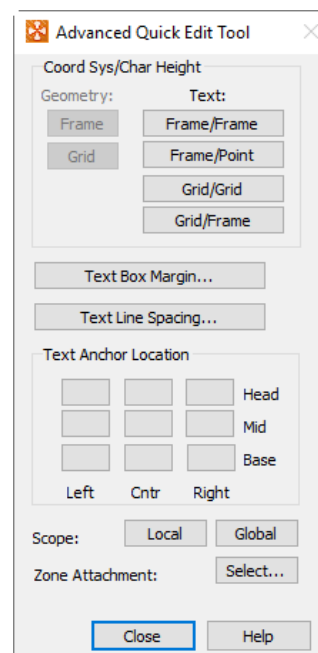 Advanced Quick Edit Tool
Coord Sys/Char Height
Geometry: Text:
Frame Frame/Frame
Grid Frame/Point
Grid/Grid
Grid/Frame
Text Box Margin...
Text Line Spacing...
Text Anchor Location
Head
Mid
Base
Left Cntr Right
Scope: Local Global
Zone Attachment: Select...
Close Help